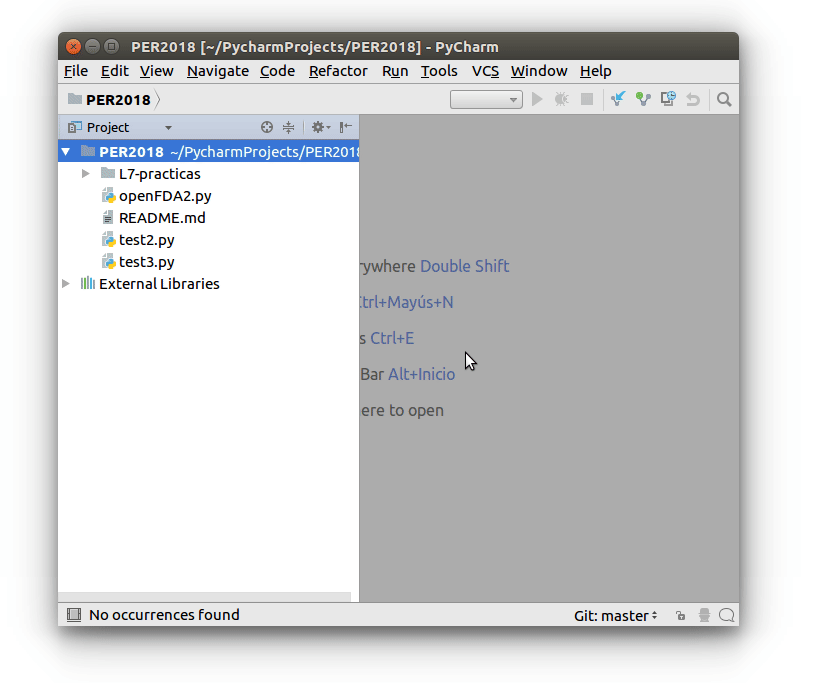 PER2018 [~/PycharmProjects/PER2018] - PyCharm
File Edit View Navigate Code Refactor Run Tools VCS Window Help
PER2018
Project
PER2018 ~/PycharmProjects/PER2018
L7-practicas
openFDA2.py
README.md
test2.py
test3.py
External Libraries
rywhere Double Shift
Ctrl+Mayús+N
s Ctrl+E
Bar Alt+Inicio
ere to open
No occurrences found
Git: master